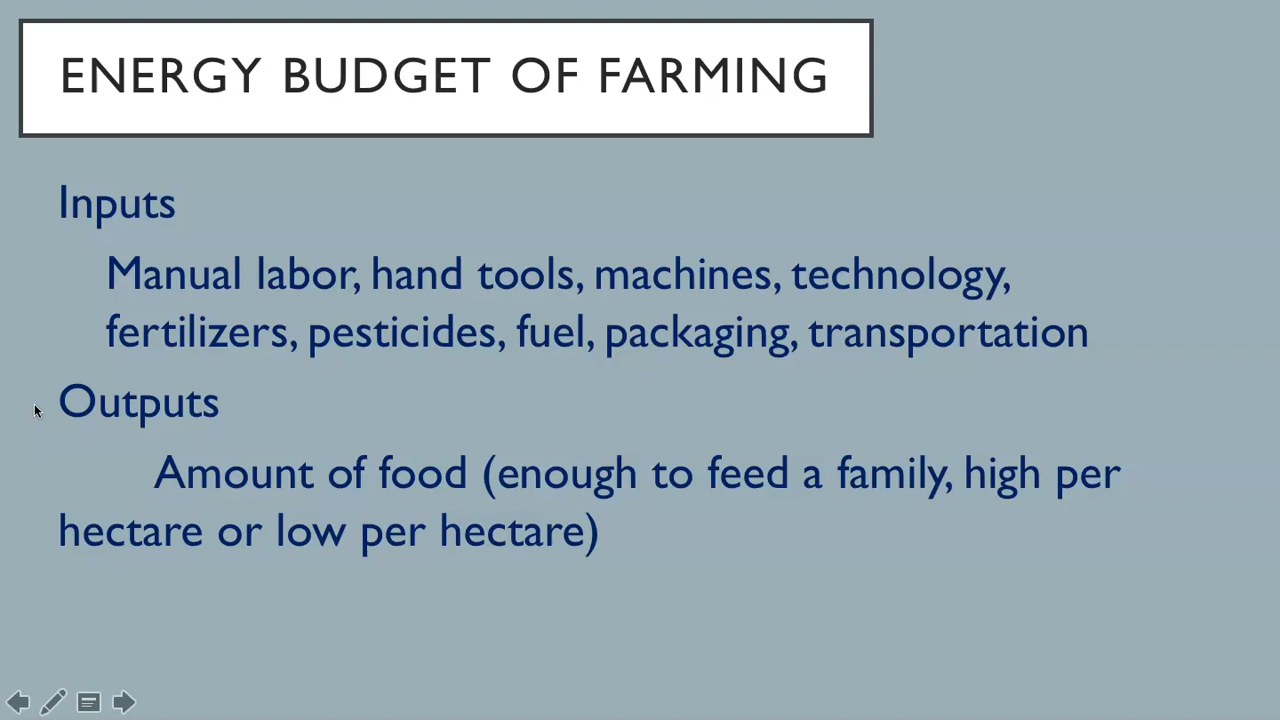 ENERGY BUDGET OF FARMING
Inputs
Manual labor, hand tools, machines, technology,
fertilizers, pesticides, fuel, packaging, transportation
Outputs
Amount of food (enough to feed a family, high per
hectare or low per hectare)